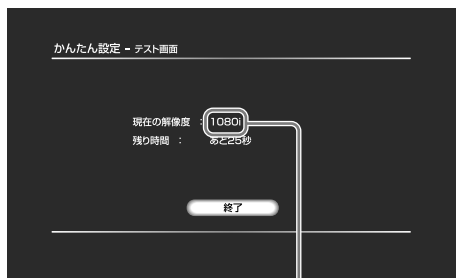 かんたん設定 - テスト画面
現在の解像度 : 1080i
残り時間 : あと25秒
終了